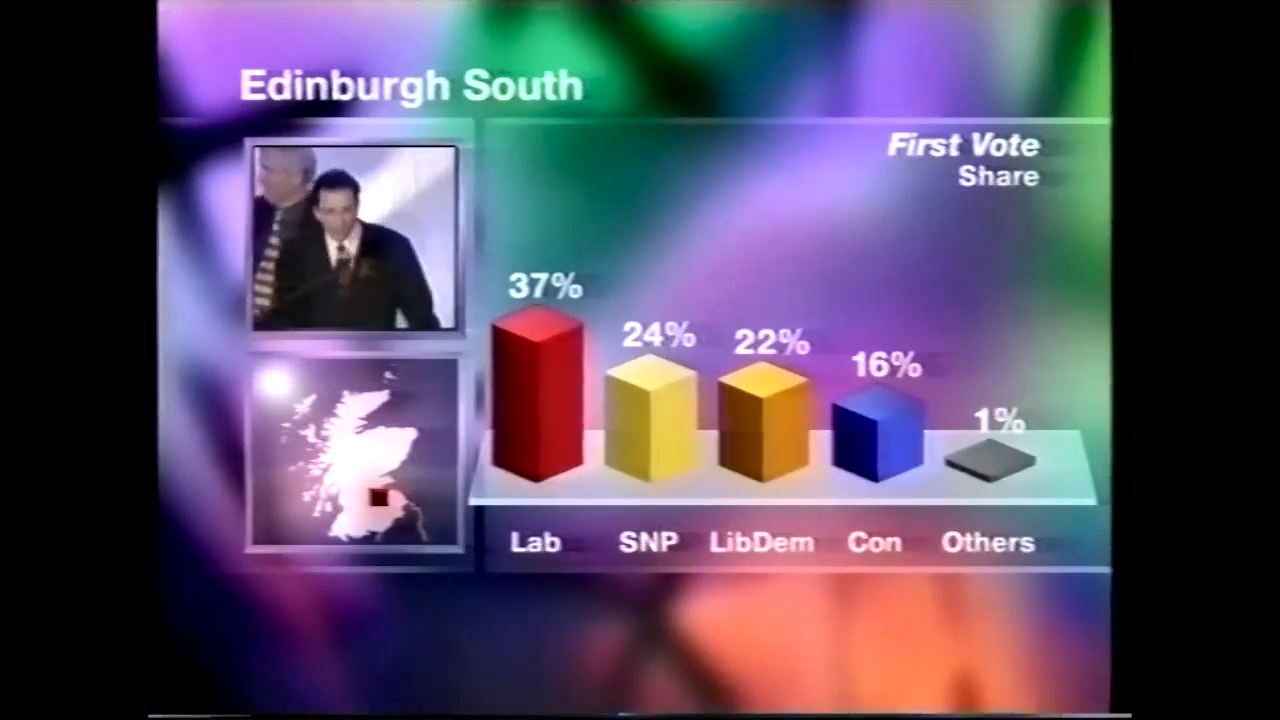 Edinburgh South
First Vote
Share
37%
24%
22%
16%
1%
Lab
SNP
LibDem
Con
Others